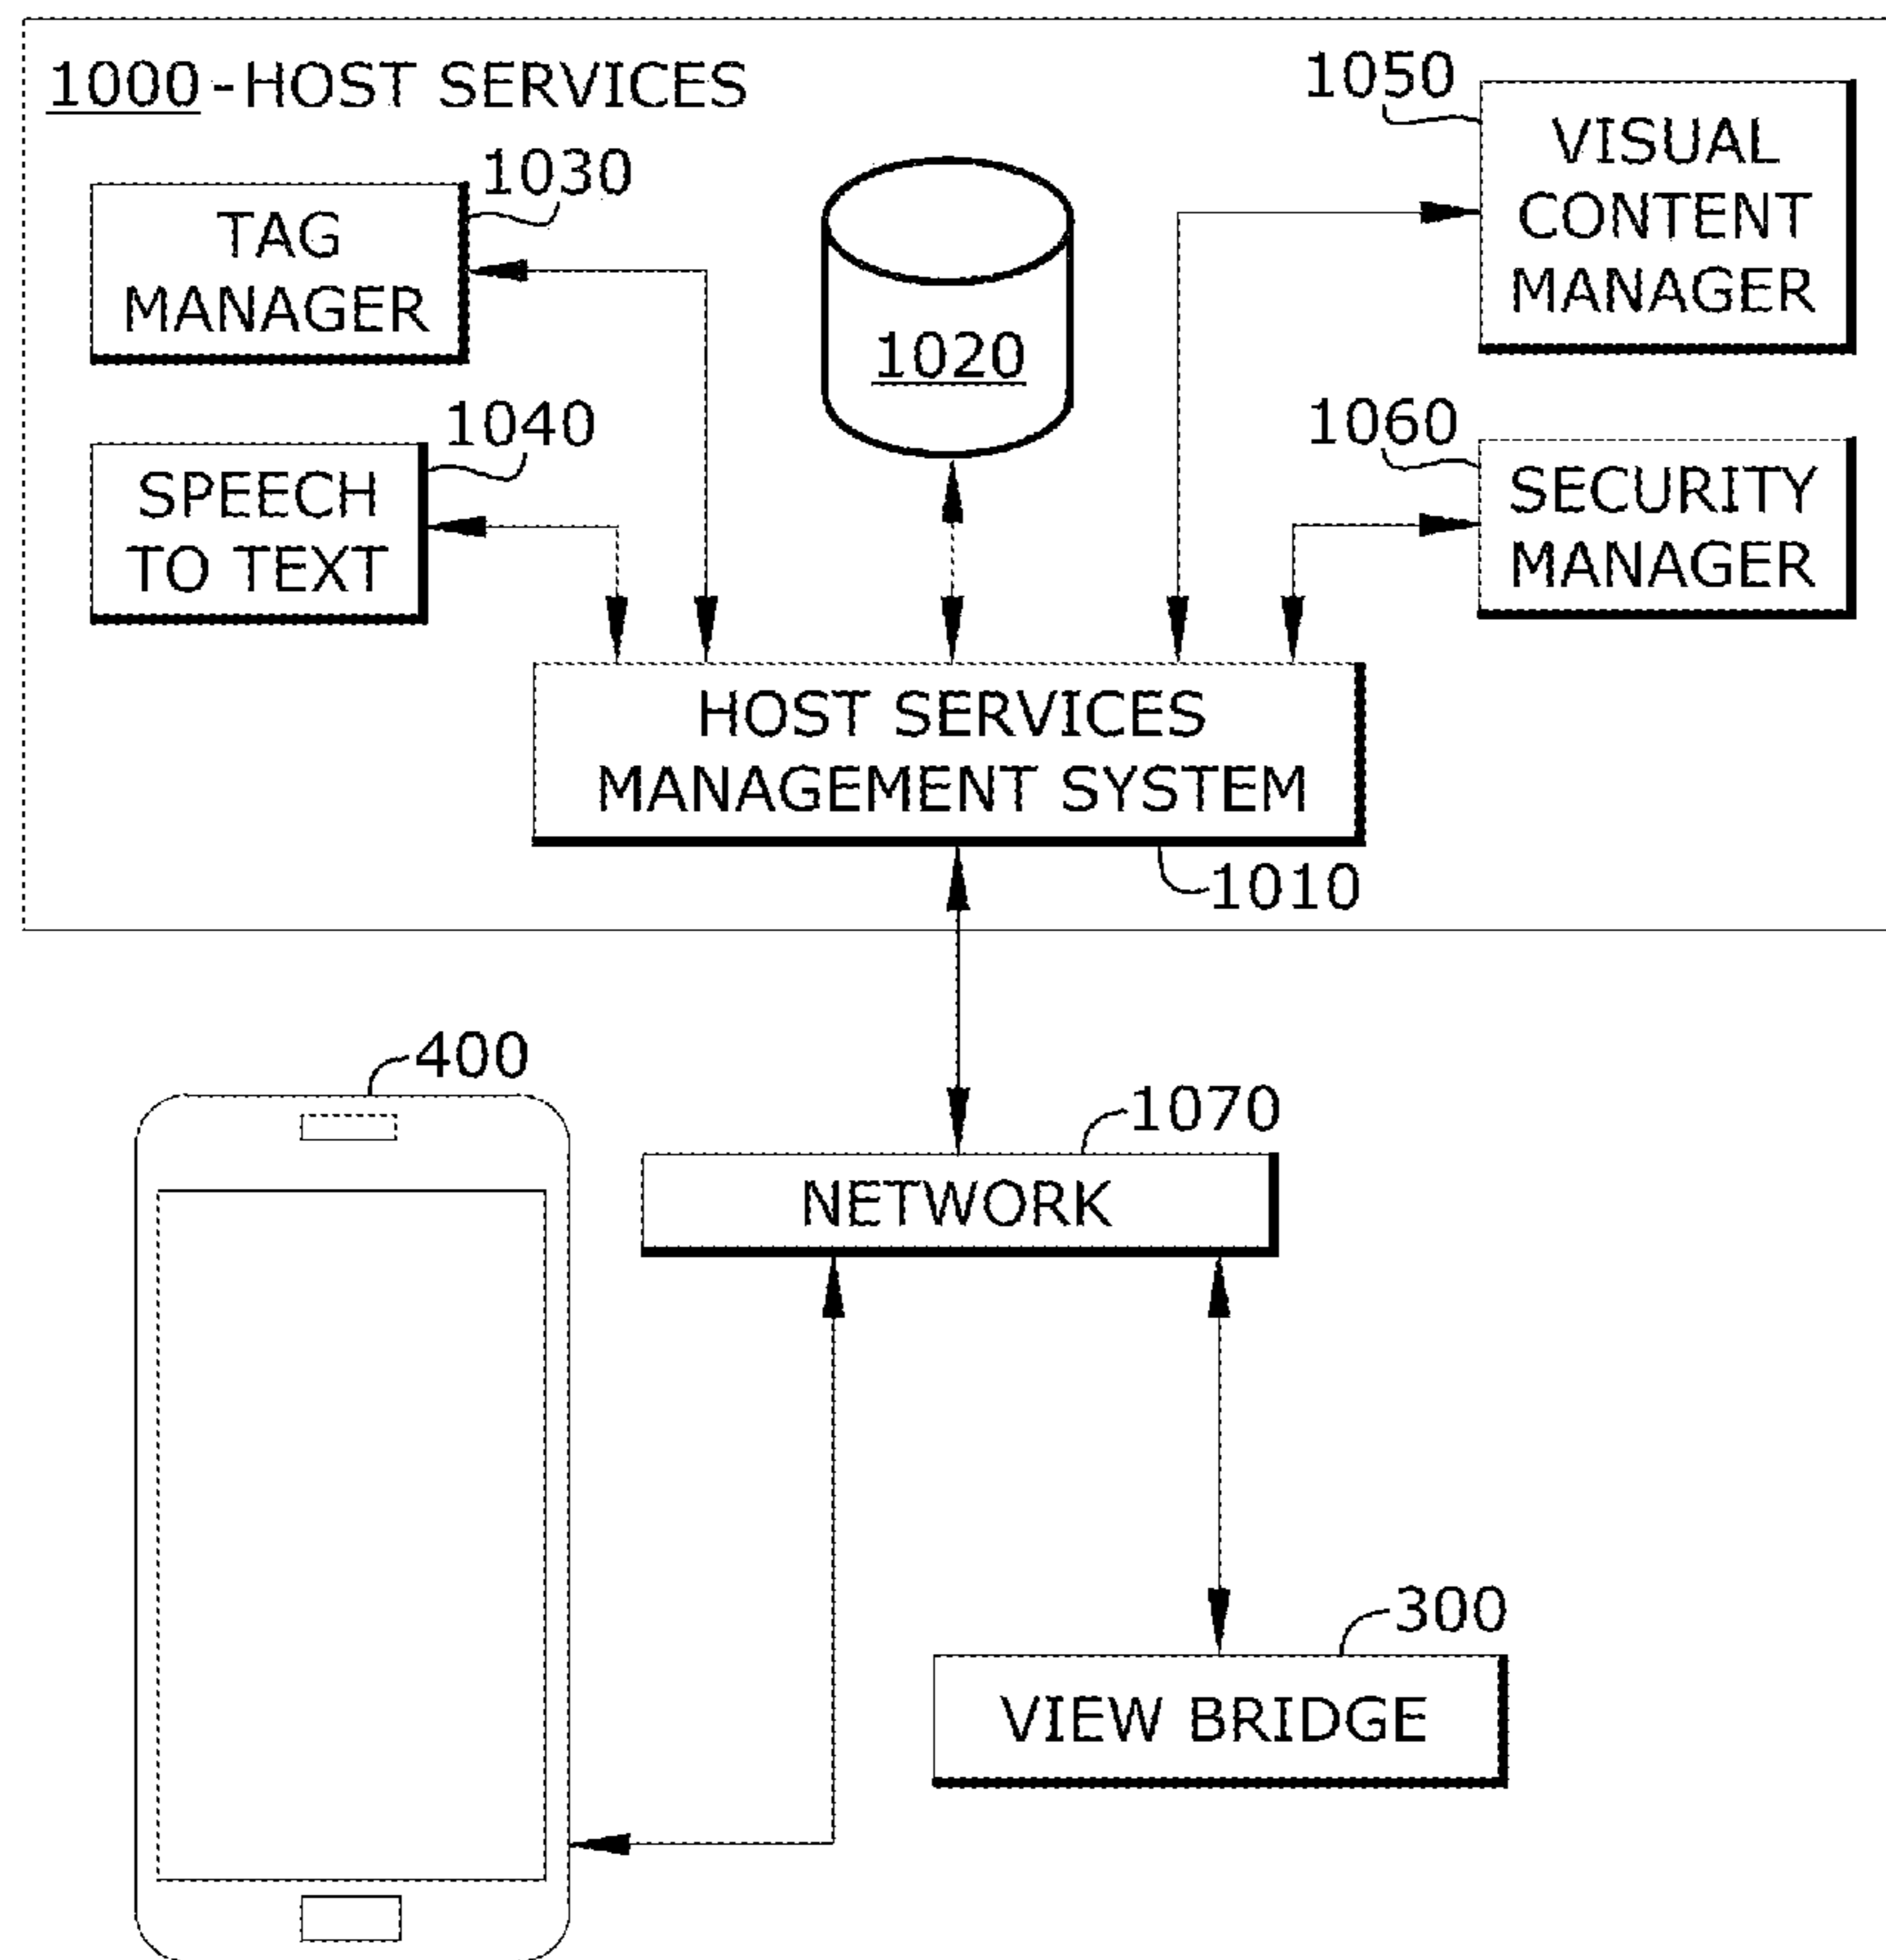 1000-HOST SERVICES
1030
TAG
MANAGER
1040
SPEECH
TO TEXT
1020
1050
VISUAL
CONTENT
MANAGER
1060
SECURITY
MANAGER
HOST SERVICES
MANAGEMENT SYSTEM
1010
400
1070
NETWORK
300
VIEW BRIDGE